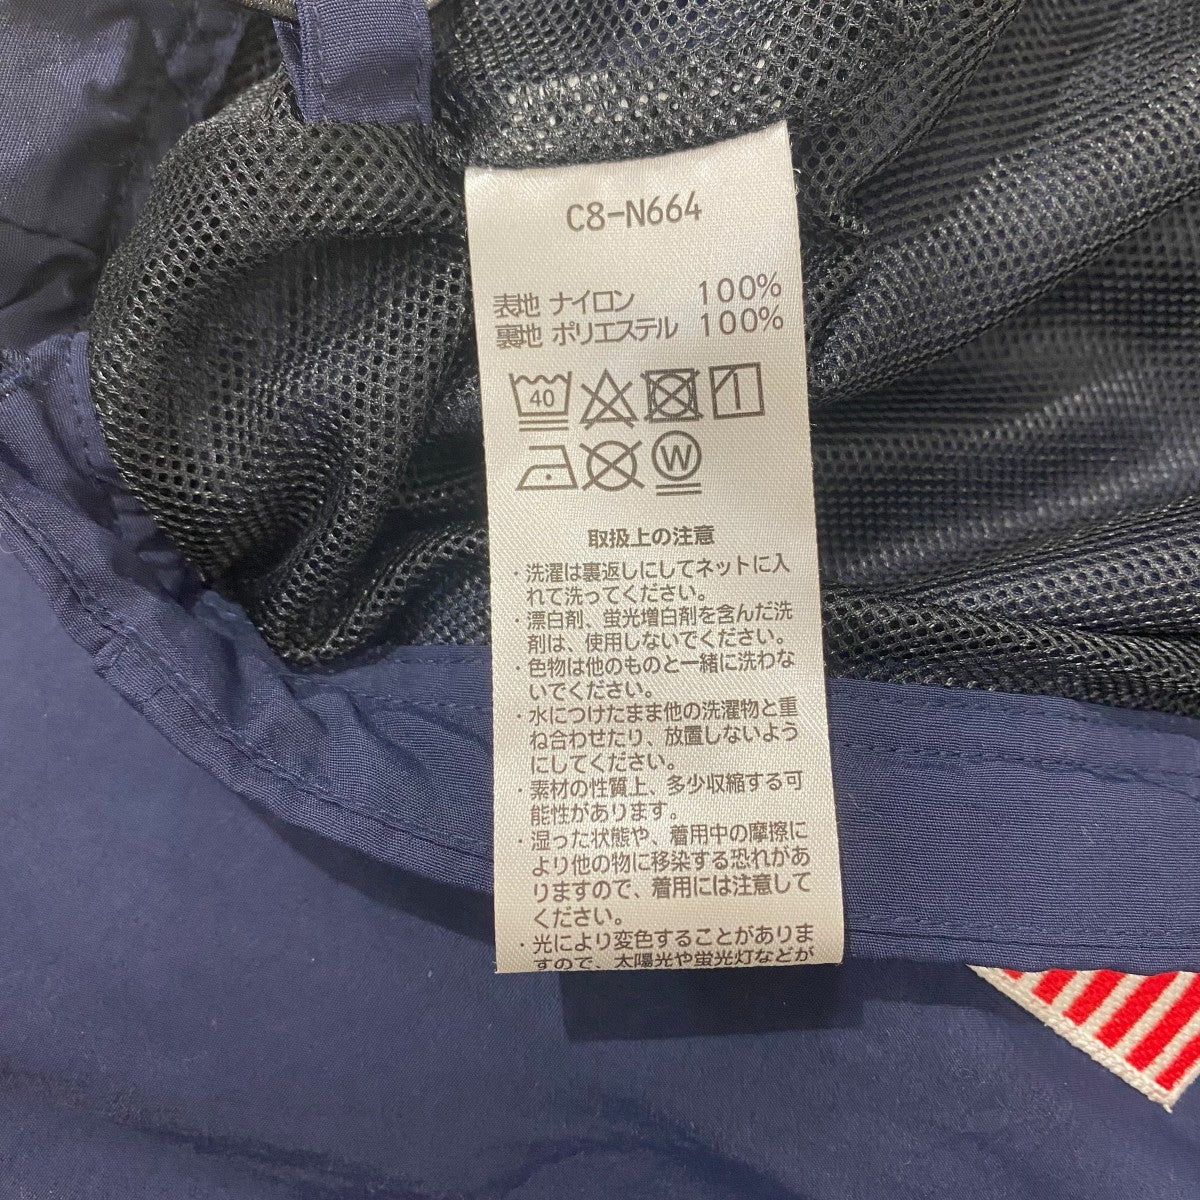 C8-N664
表地 ナイロン 100%
裏地 ポリエステル 100%
40
W
取扱上の注意
・洗濯は裏返しにしてネットに入
れて洗ってください。
・漂白剤、蛍光増白剤を含んだ洗
剤は、使用しないでください。
・色物は他のものと一緒に洗わな
いでください。
・水につけたまま他の洗濯物と重
ね合わせたり、放置しないよう
にしてください。
・素材の性質上、多少収縮する可
能性があります。
・湿った状態や、着用中の摩擦に
より他の物に移染する恐れがあ
りますので、着用には注意して
ください。
・光により変色することがありま
すので、太陽光や蛍光灯などが